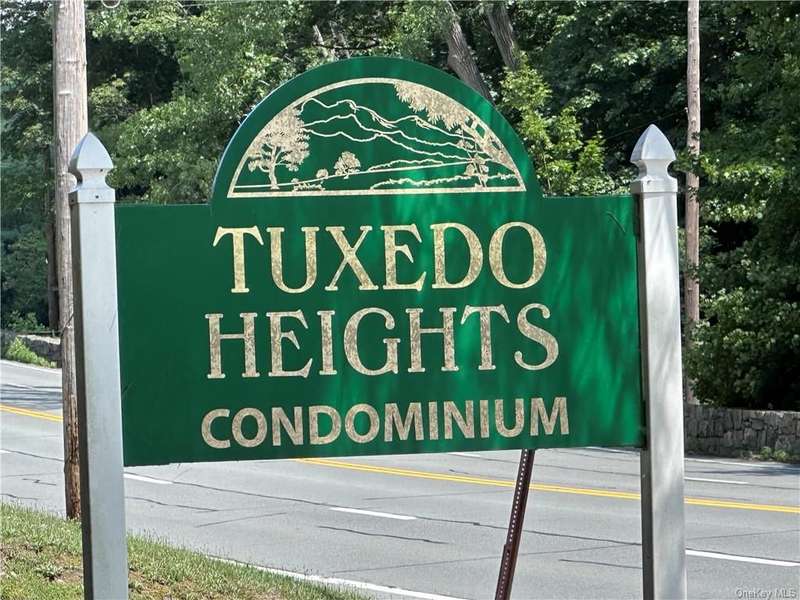 TUXEDO
HEIGHTS
CONDOMINIUM
OneKey MLS